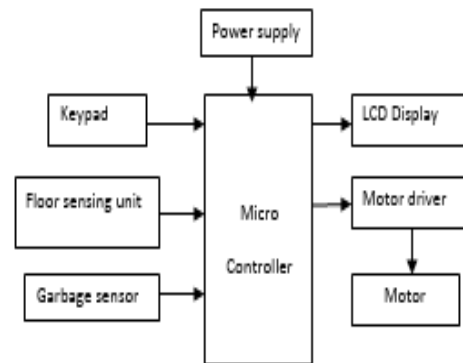 Power supply
Keypad
LCD Display
Floor sensing unit
Motor driver
Micro
Controller
Garbage sensor
Motor